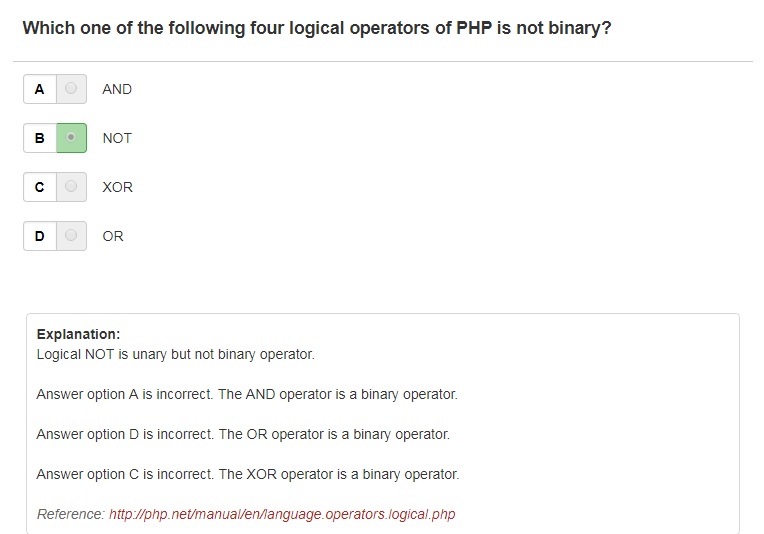 Which one of the following four logical operators of PHP is not binary?
A AND
B NOT
C XOR
D OR
Explanation:
Logical NOT is unary but not binary operator.
Answer option A is incorrect. The AND operator is a binary operator.
Answer option D is incorrect. The OR operator is a binary operator.
Answer option C is incorrect. The XOR operator is a binary operator.
Reference: http://php.net/manual/en/language.operators.logical.php